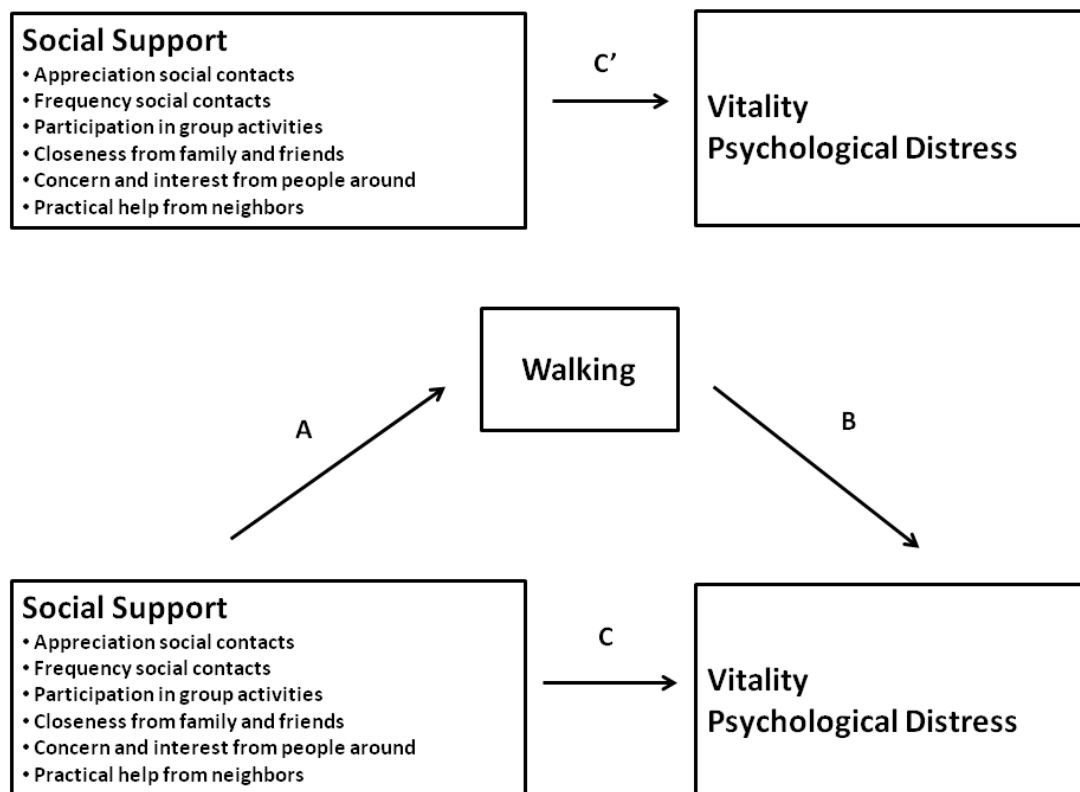 Social Support
• Appreciation social contacts
• Frequency social contacts
• Participation in group activities
• Closeness from family and friends
• Concern and interest from people around
• Practical help from neighbors
C’
Vitality
Psychological Distress
Walking
A
B
Social Support
• Appreciation social contacts
• Frequency social contacts
• Participation in group activities
• Closeness from family and friends
• Concern and interest from people around
• Practical help from neighbors
C
Vitality
Psychological Distress